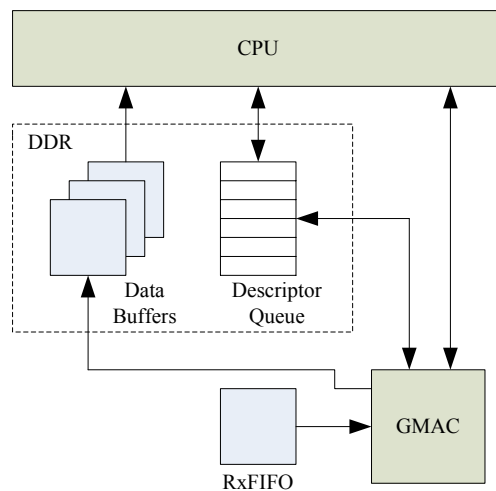 CPU
DDR
Data
Buffers
Descriptor
Queue
GMAC
RxFIFO